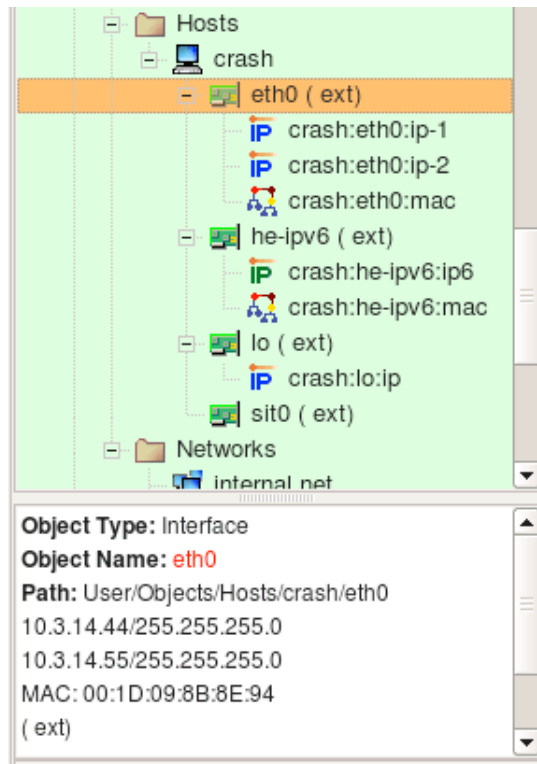 Hosts
crash
eth0 ( ext)
IP crash:eth0:ip-1
IP crash:eth0:ip-2
crash:eth0:mac
he-ipv6 ( ext)
IP crash:he-ipv6:ip6
crash:he-ipv6:mac
lo ( ext)
IP crash:lo:ip
sit0 ( ext)
Networks
internal net
Object Type: Interface
Object Name: eth0
Path: User/Objects/Hosts/crash/eth0
10.3.14.44/255.255.255.0
10.3.14.55/255.255.255.0
MAC: 00:1D:09:8B:8E:94
( ext)